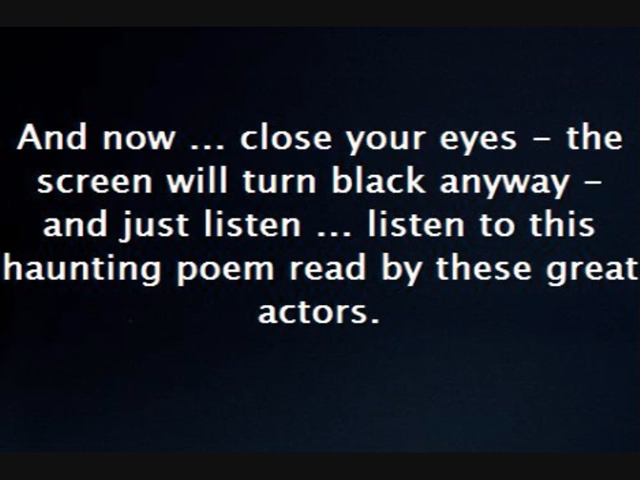 And now ... close your eyes – the
screen will turn black anyway –
and just listen ... listen to this
haunting poem read by these great
actors.